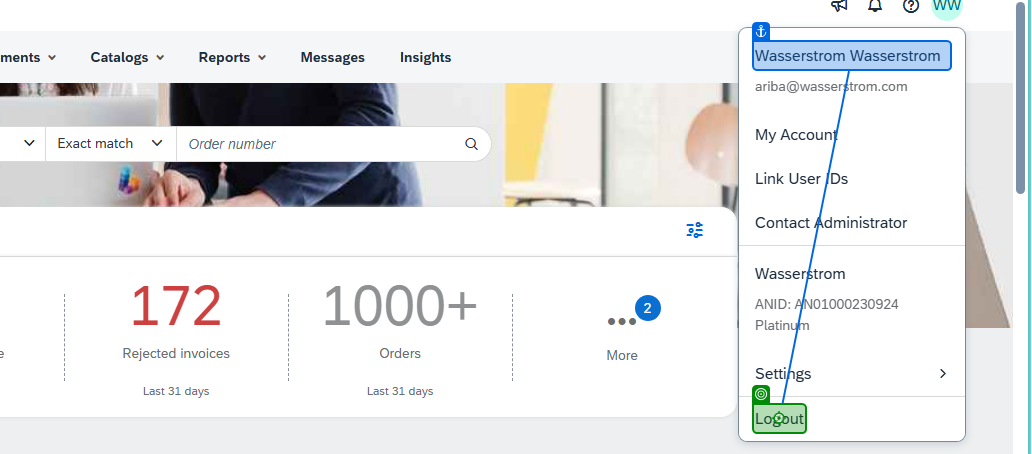 WW
ments
Catalogs
Reports
Messages
Insights
Exact match
Order number
Wasserstrom Wasserstrom
ariba@wasserstrom.com
My Account
Link User IDs
Contact Administrator
Wasserstrom
ANID: AN01000230924
Platinum
Settings
Logout
e
172
Rejected invoices
Last 31 days
1000+
Orders
Last 31 days
2
More